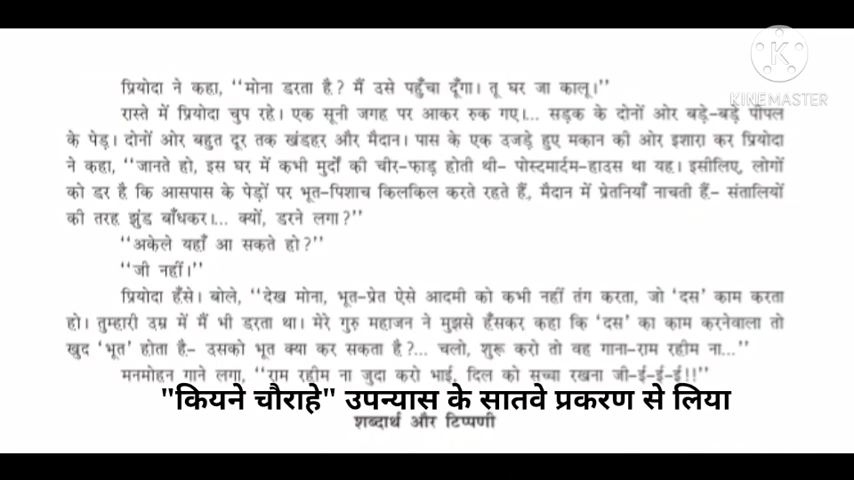 प्रियोदा ने कहा, “मोना डरता है? मैं उसे पहुँचा दूँगा। तू घर जा कालू।”
रास्ते में प्रियोदा चुप रहे। एक सूनी जगह पर आकर रुक गए।... सड़क के दोनों ओर बड़े-बड़े पीपल
के पेड़। दोनों ओर बहुत दूर तक खंडहर और मैदान। पास के एक उजड़े हुए मकान की ओर इशारा कर प्रियोदा
ने कहा, “जानते हो, इस घर में कभी मुर्दों की चीर-फाड़ होती थी- पोस्टमार्टम-हाउस था यह। इसीलिए, लोगों
को डर है कि आसपास के पेड़ों पर भूत-पिशाच किलकिल करते रहते हैं, मैदान में प्रेतनियाँ नाचती हैं- संतालियों
की तरह झुंड बाँधकर।... क्यों, डरने लगा?”
“अकेले यहाँ आ सकते हो?”
“जी नहीं।”
प्रियोदा हँसे। बोले, “देख मोना, भूत-प्रेत ऐसे आदमी को कभी नहीं तंग करता, जो ‘दस’ काम करता
हो। तुम्हारी उम्र में मैं भी डरता था। मेरे गुरु महाजन ने मुझसे हँसकर कहा कि ‘दस’ का काम करनेवाला तो
खुद ‘भूत’ होता है- उसको भूत क्या कर सकता है?... चलो, शुरू करो तो वह गाना-राम रहीम ना...”
मनमोहन गाने लगा, “राम रहीम ना जुदा करो भाई, दिल को सच्चा रखना जी-ई-ई-ई!!”
"कियने चौराहे" उपन्यास के सातवे प्रकरण से लिया
शब्दार्थ और टिप्पणी
KINEMASTER